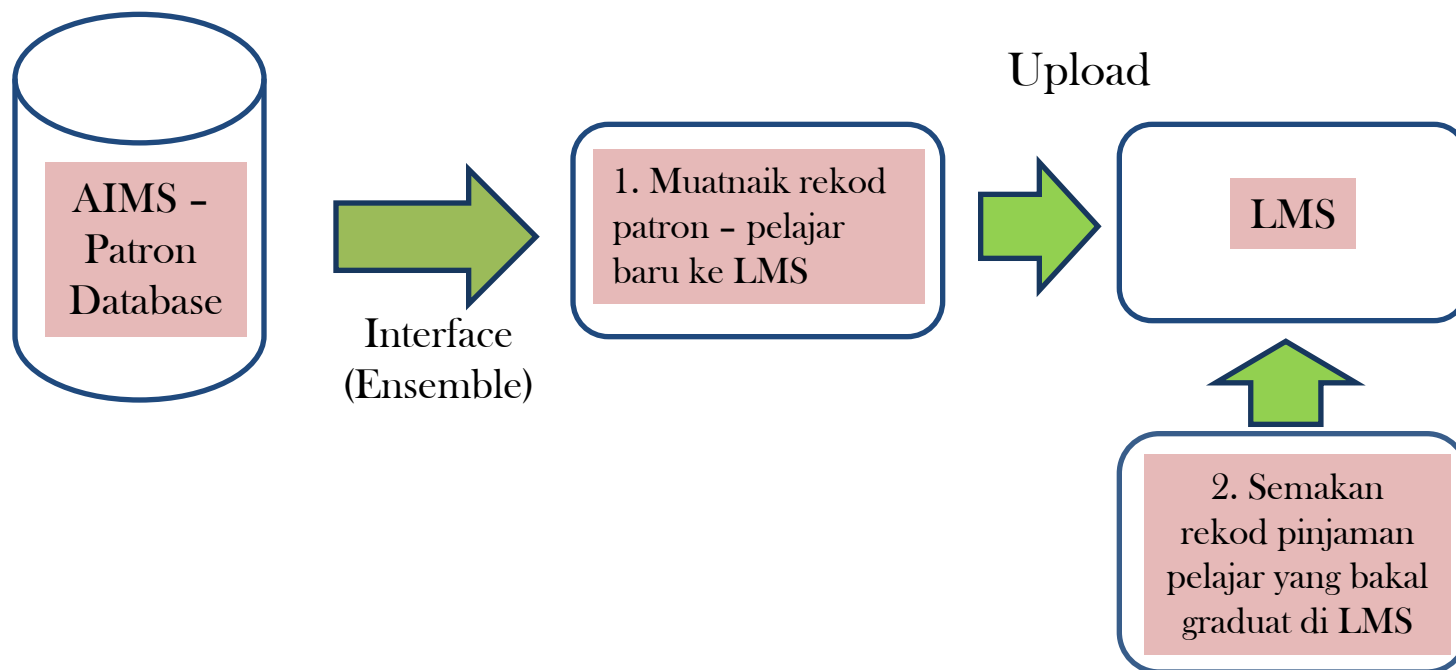 AIMS –
Patron
Database
Interface
(Ensemble)
1. Muatnaik rekod
patron – pelajar
baru ke LMS
Upload
LMS
2. Semakan
rekod pinjaman
pelajar yang bakal
graduat di LMS